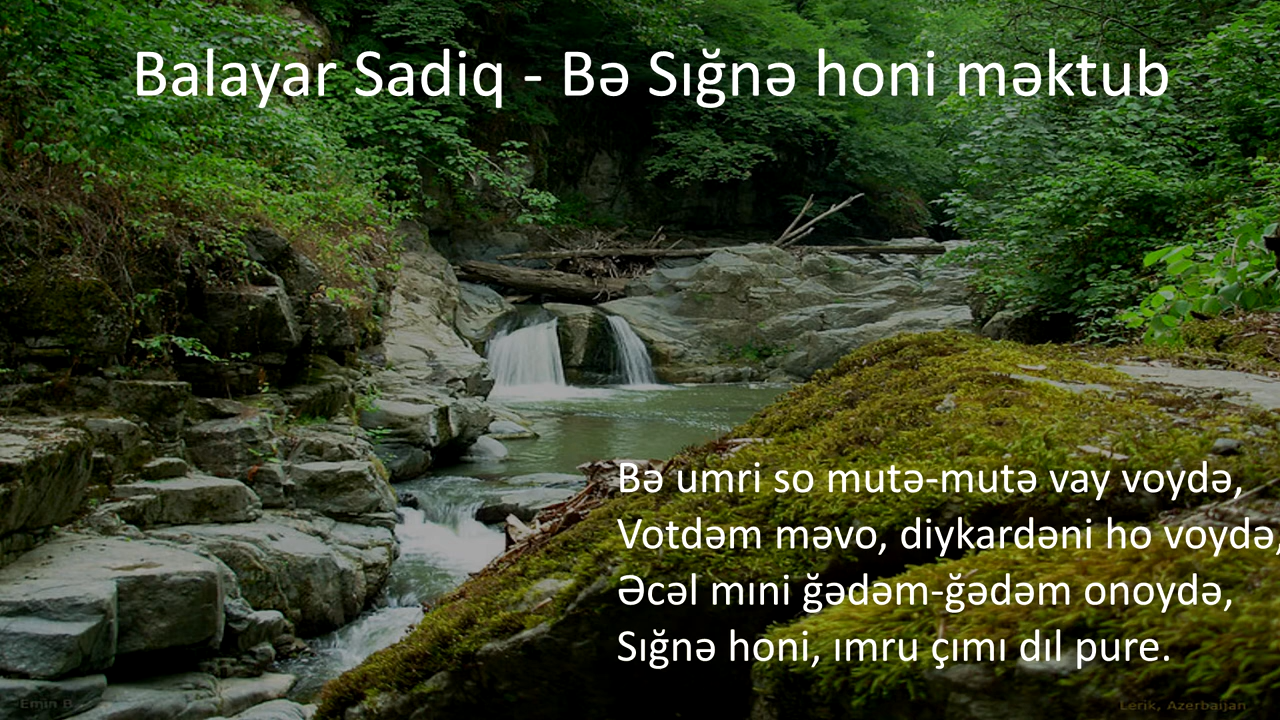 Balayar Sadiq - Bə Sığnə honi məktub
Bə umri so mutə-mutə vay voydə,
Votdəm məvo, diykardəni ho voydə,
Əcəl mıni ğədəm-ğədəm onoydə,
Sığnə honi, ımru çımı dıl pure.
Emin B
Lerik, Azerbaijan